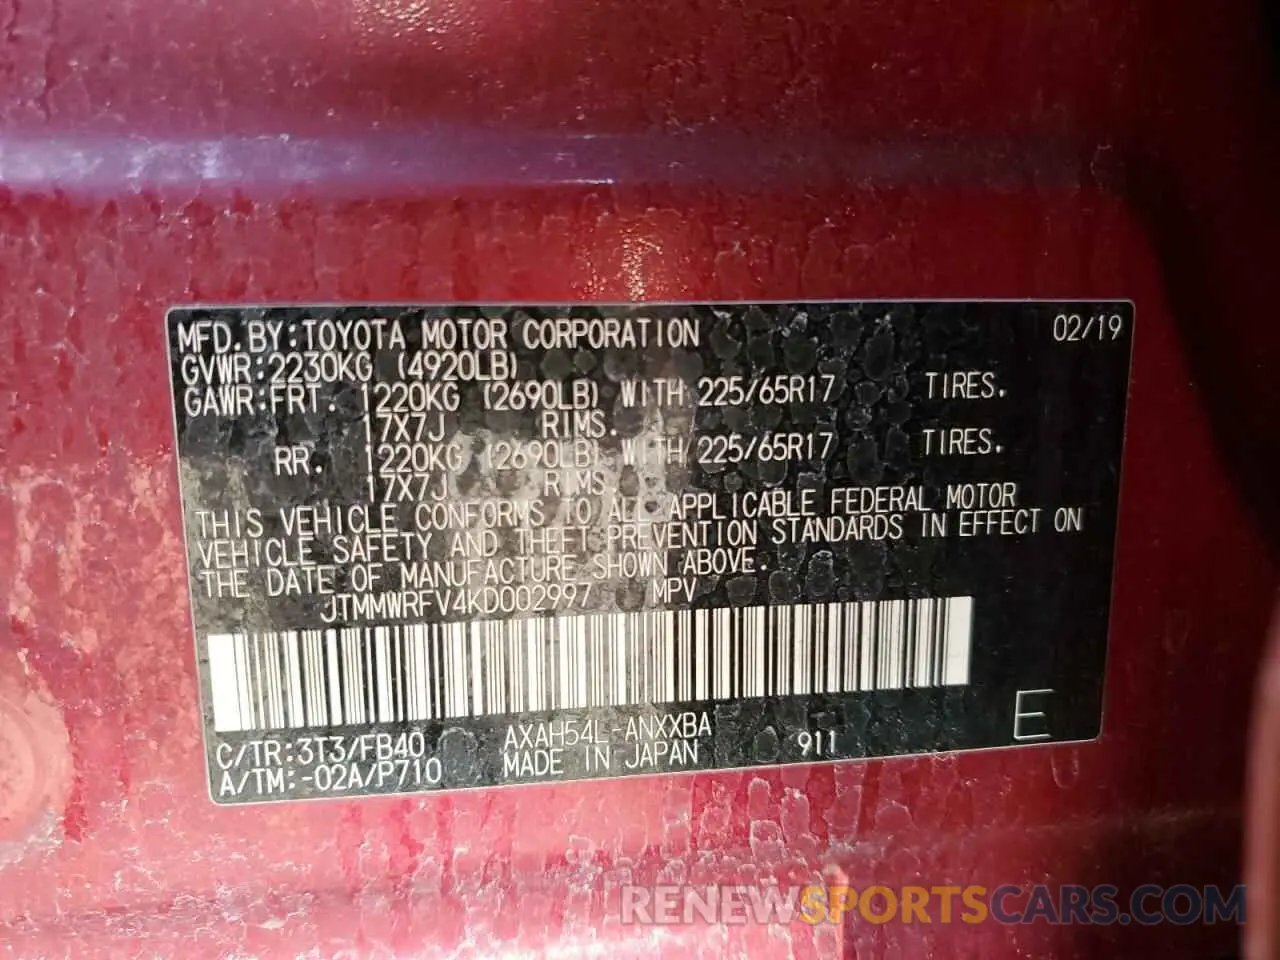 MFD. BY: TOYOTA MOTOR CORPORATION 02/19
GVWR: 2230KG (4920LB)
GAWR: FRT. 1220KG (2690LB) WITH 225/65R17 TIRES.
17X7J RIMS.
RR. 1220KG (2690LB) WITH 225/65R17 TIRES.
17X7J RIMS.
THIS VEHICLE CONFORMS TO ALL APPLICABLE FEDERAL MOTOR
VEHICLE SAFETY AND THEFT PREVENTION STANDARDS IN EFFECT ON
THE DATE OF MANUFACTURE SHOWN ABOVE.
JTMMWRFV4KD002997 MPV
C/TR: 3T3/FB40 AXAH54L-ANXXBA
A/TM: -02A/P710 MADE IN JAPAN 911 E
RENEWSPORTSCARS.COM